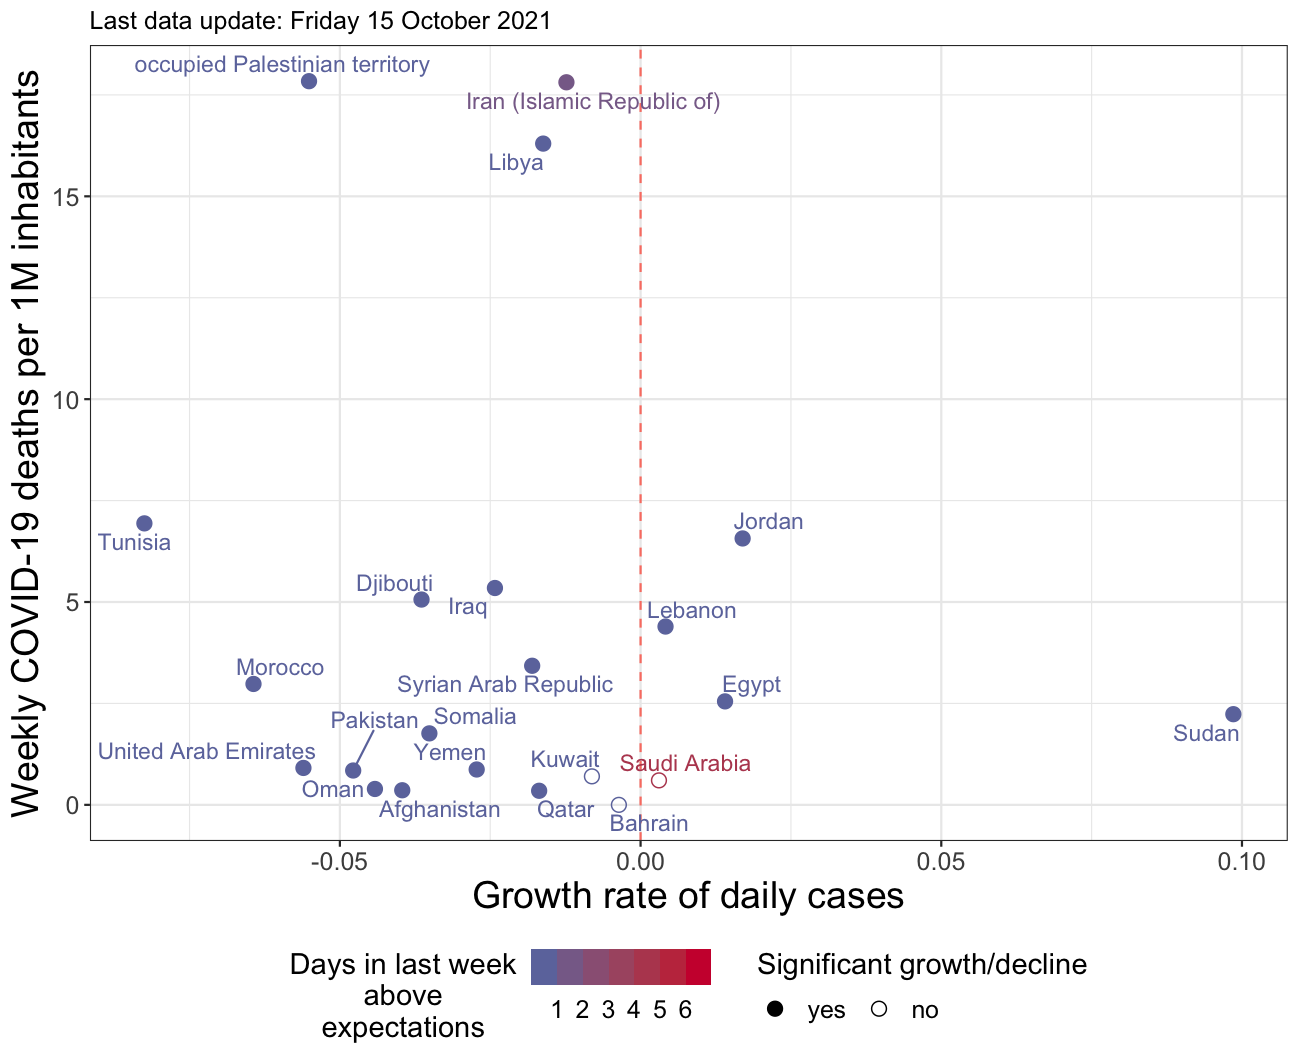 Last data update: Friday 15 October 2021
Weekly COVID-19 deaths per 1M inhabitants
15
10
5
0
occupied Palestinian territory
Iran (Islamic Republic of)
Libya
Tunisia
Jordan
Djibouti
Iraq
Lebanon
Morocco
Syrian Arab Republic
Egypt
Pakistan
Somalia
Sudan
United Arab Emirates
Yemen
Kuwait
Saudi Arabia
Oman
Afghanistan
Qatar
Bahrain
-0.05
0.00
0.05
0.10
Growth rate of daily cases
Days in last week
above
expectations
1 2 3 4 5 6
Significant growth/decline
yes
no